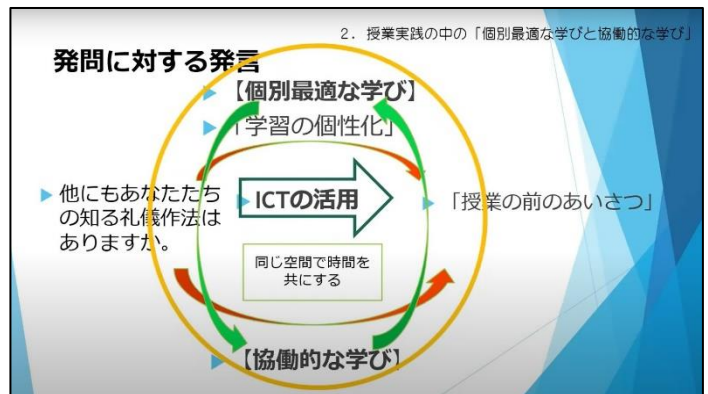 2. 授業実践の中の「個別最適な学びと協働的な学び」
発問に対する発言
【個別最適な学び】
「学習の個性化」
他にもあなたたち
の知る礼儀作法は
ありますか。
ICTの活用
「授業の前のあいさつ」
同じ空間で時間を
共にする
【協働的な学び】